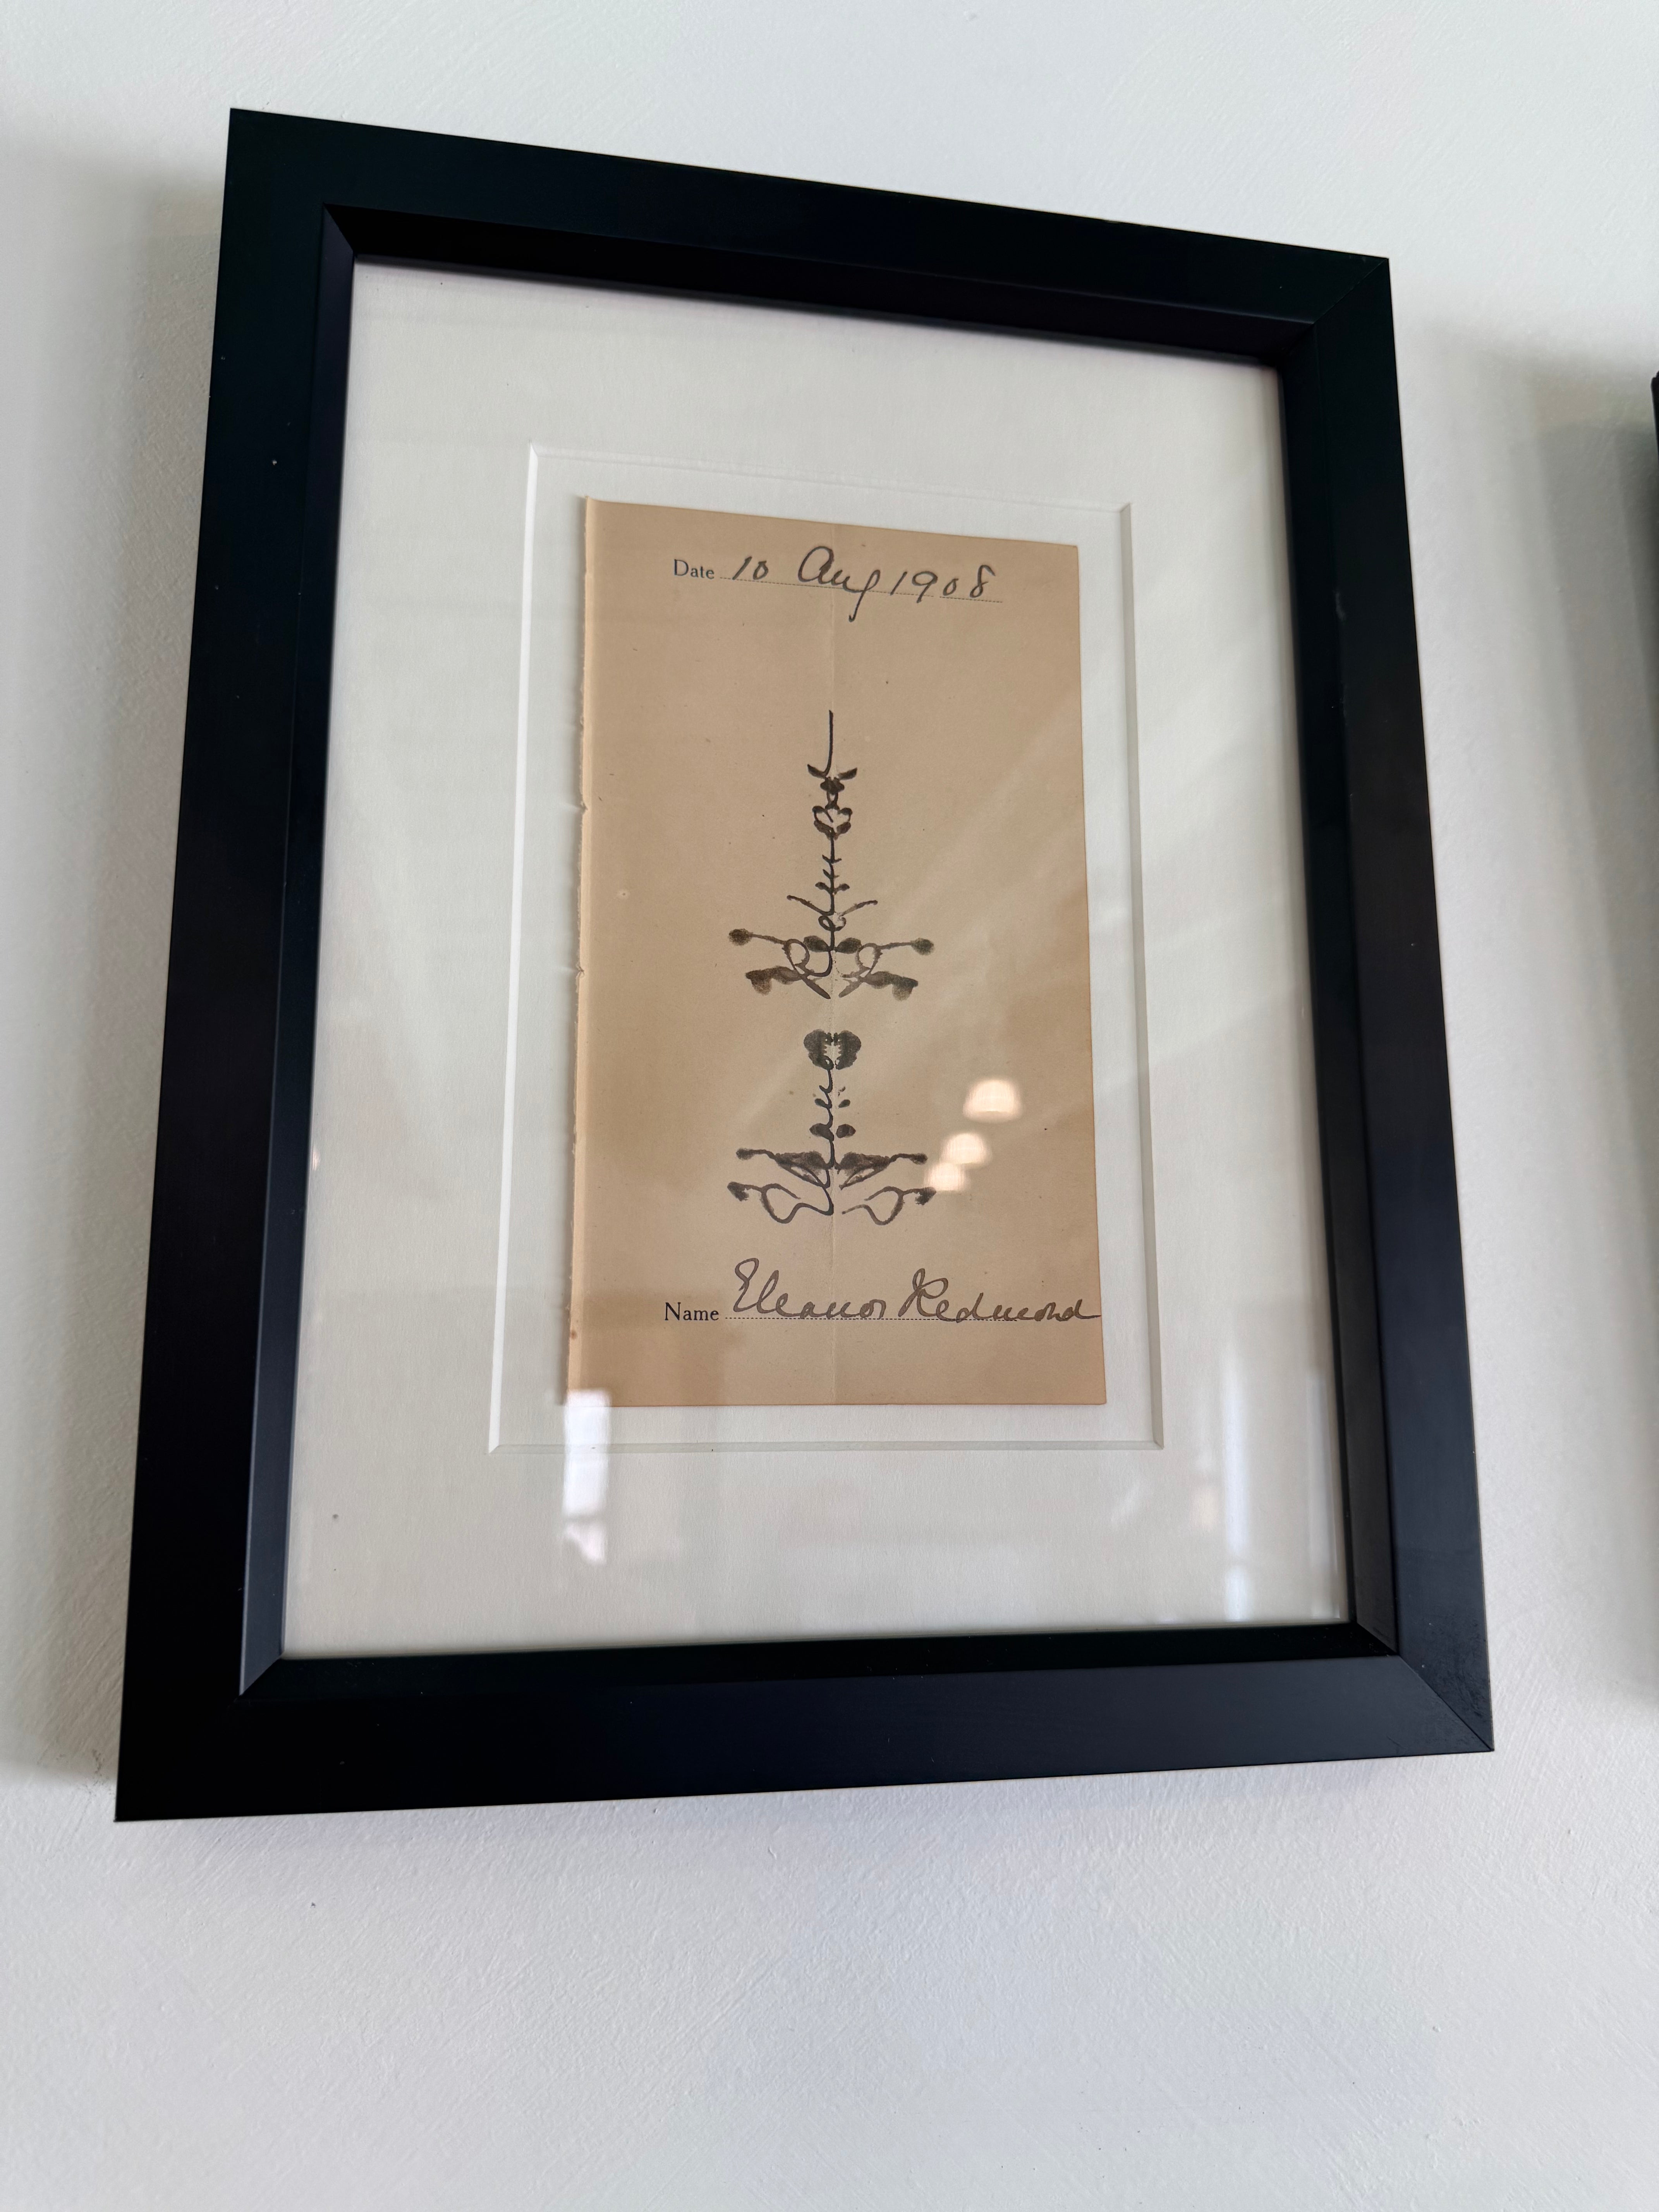 Date 10 Aug 1908
Name Eleanor Redmond